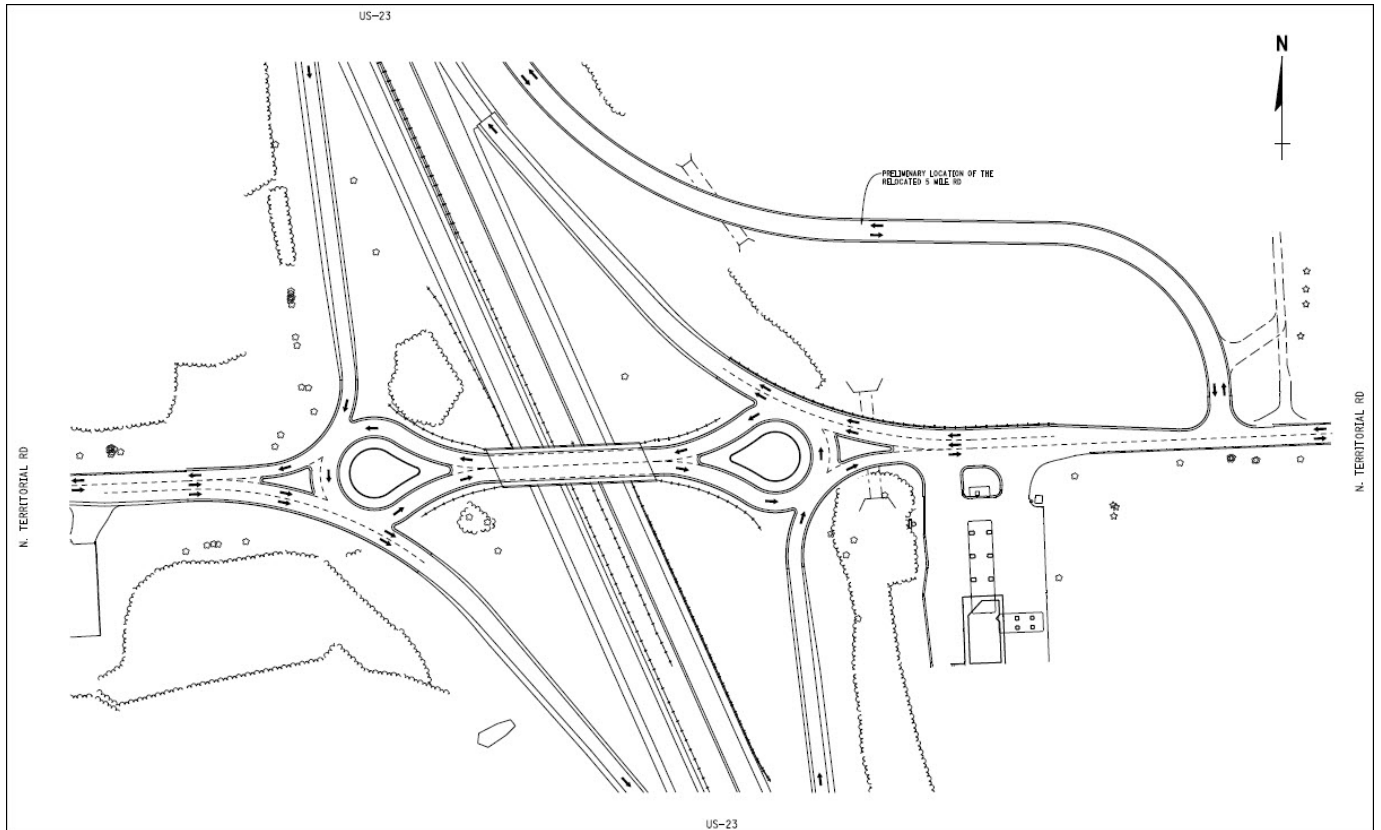 US-23
N
PRELIMINARY LOCATION OF THE
RELOCATED 5 MILE RD
N. TERRITORIAL RD
N. TERRITORIAL RD
US-23